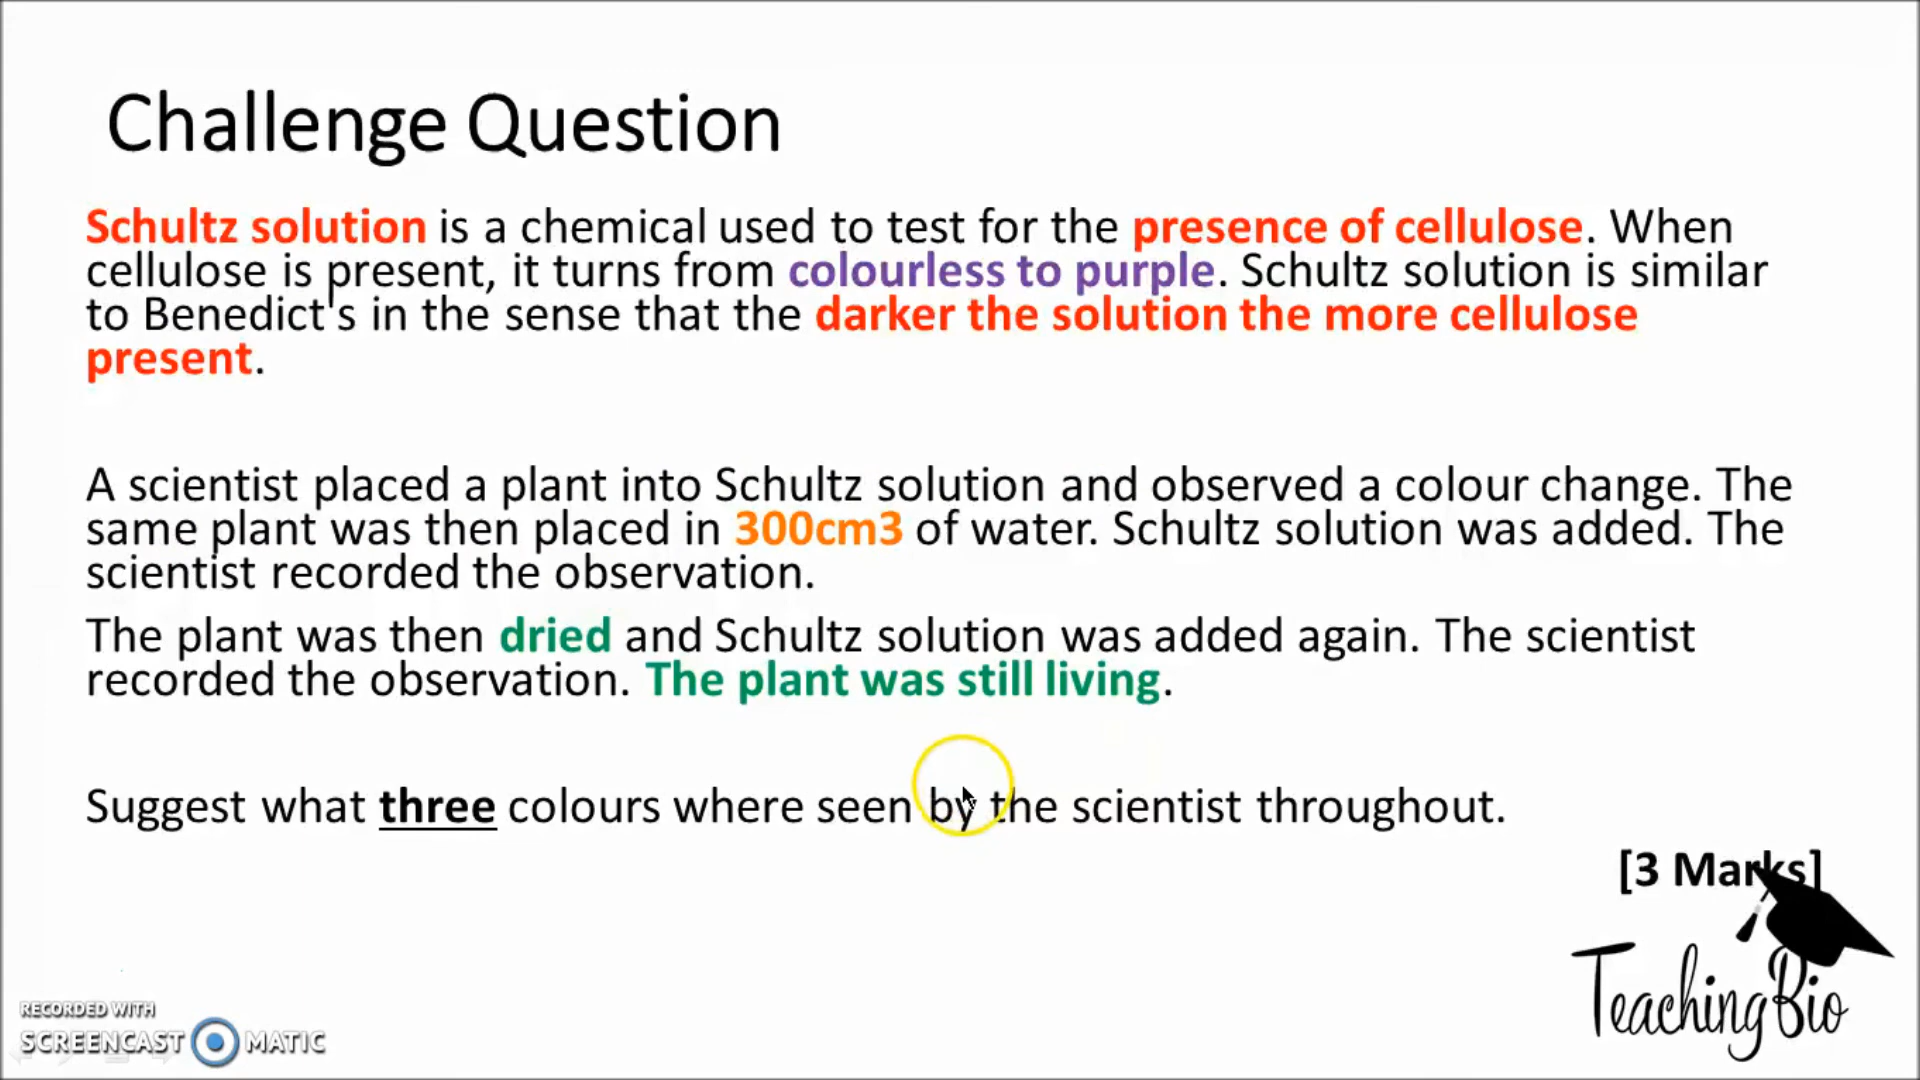 Challenge Question
Schultz solution is a chemical used to test for the presence of cellulose. When
cellulose is present, it turns from colourless to purple. Schultz solution is similar
to Benedict's in the sense that the darker the solution the more cellulose
present.
A scientist placed a plant into Schultz solution and observed a colour change. The
same plant was then placed in 300cm3 of water. Schultz solution was added. The
scientist recorded the observation.
The plant was then dried and Schultz solution was added again. The scientist
recorded the observation. The plant was still living.
Suggest what three colours where seen by the scientist throughout.
[3 Marks]
TeachingBio
RECORDED WITH
SCREENCAST MATIC